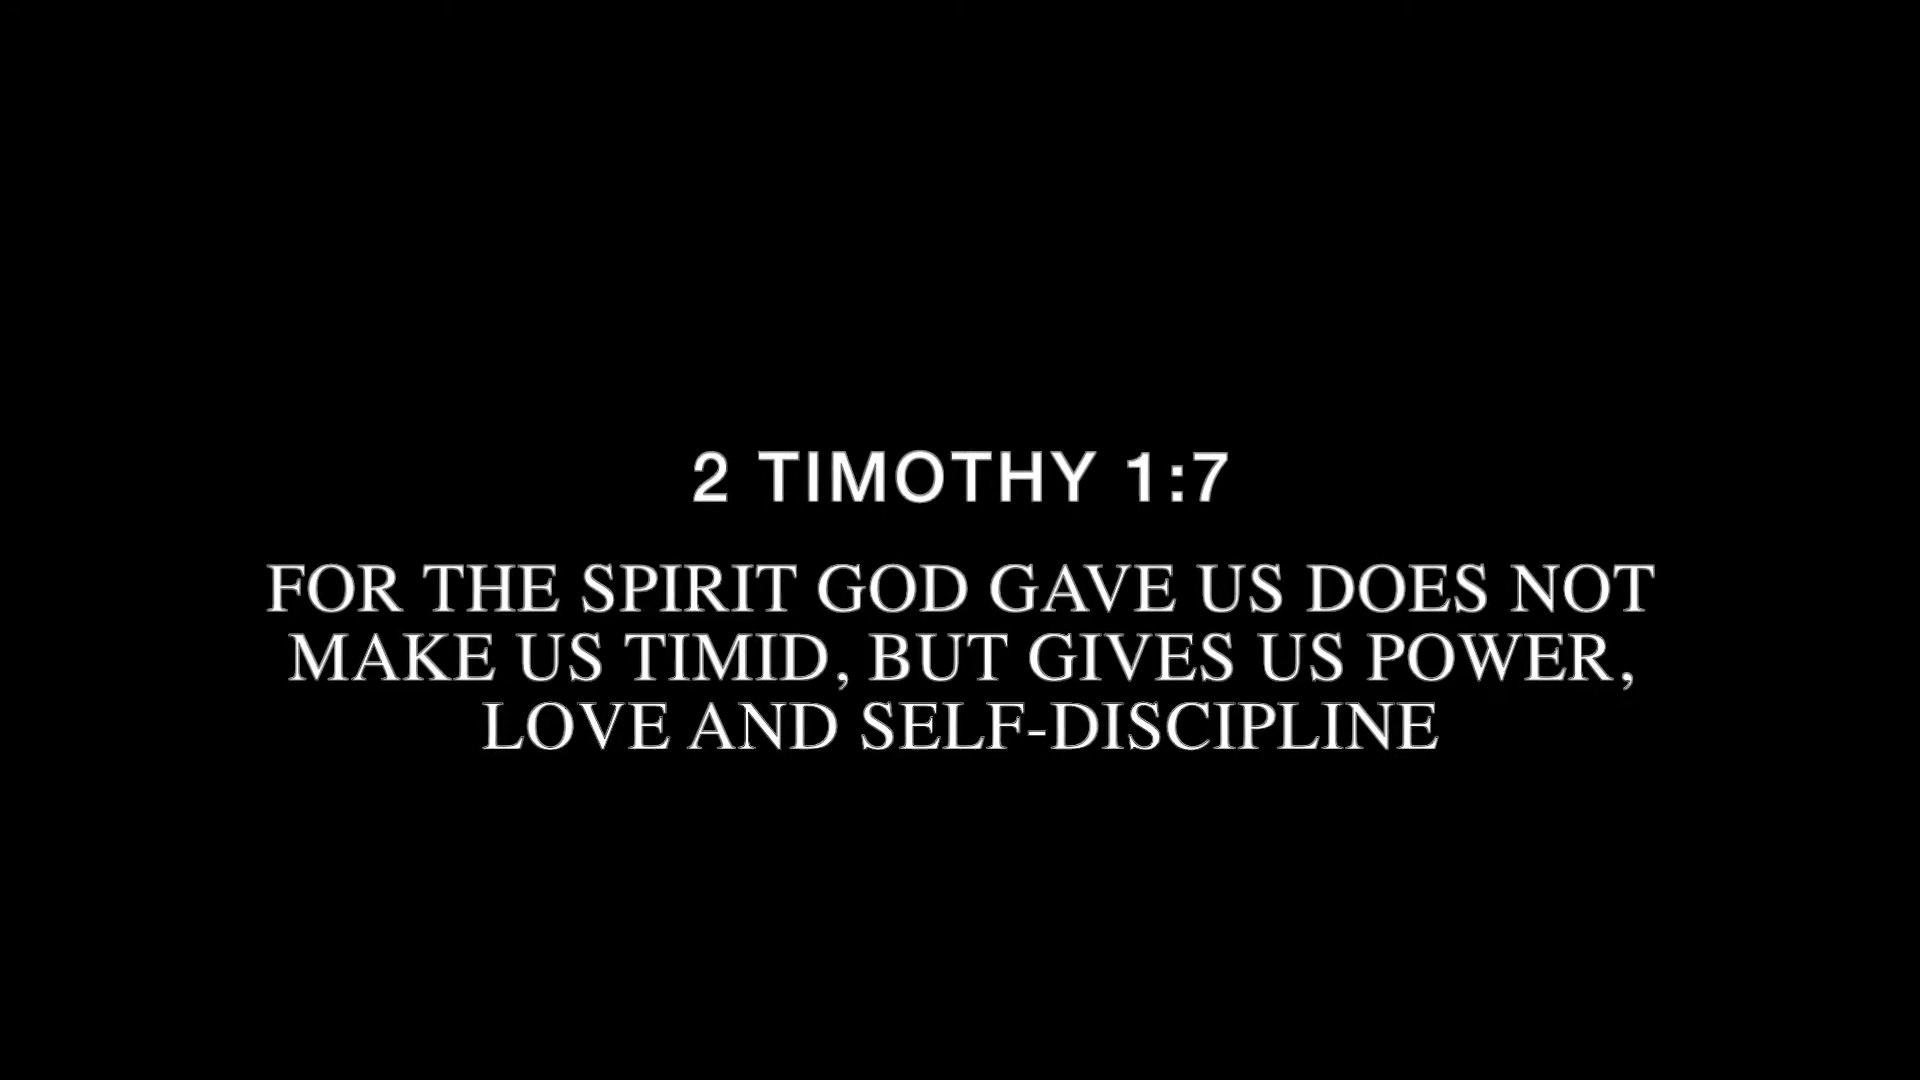 2 TIMOTHY 1:7
FOR THE SPIRIT GOD GAVE US DOES NOT
MAKE US TIMID, BUT GIVES US POWER,
LOVE AND SELF-DISCIPLINE